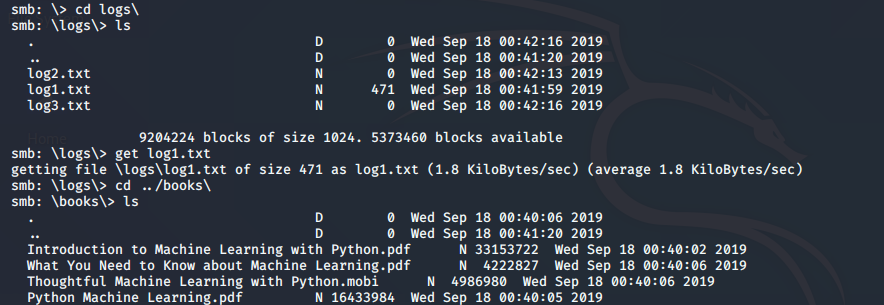 smb: \> cd logs\
smb: \logs\> ls
. D 0 Wed Sep 18 00:42:16 2019
.. D 0 Wed Sep 18 00:41:20 2019
log2.txt N 0 Wed Sep 18 00:42:13 2019
log1.txt N 471 Wed Sep 18 00:41:59 2019
log3.txt N 0 Wed Sep 18 00:42:16 2019
9204224 blocks of size 1024. 5373460 blocks available
smb: \logs\> get log1.txt
getting file \logs\log1.txt of size 471 as log1.txt (1.8 KiloBytes/sec) (average 1.8 KiloBytes/sec)
smb: \logs\> cd ../books\
smb: \books\> ls
. D 0 Wed Sep 18 00:40:06 2019
.. D 0 Wed Sep 18 00:41:20 2019
Introduction to Machine Learning with Python.pdf N 33153722 Wed Sep 18 00:40:02 2019
What You Need to Know about Machine Learning.pdf N 4222827 Wed Sep 18 00:40:06 2019
Thoughtful Machine Learning with Python.mobi N 4986980 Wed Sep 18 00:40:06 2019
Python Machine Learning.pdf N 16433984 Wed Sep 18 00:40:05 2019